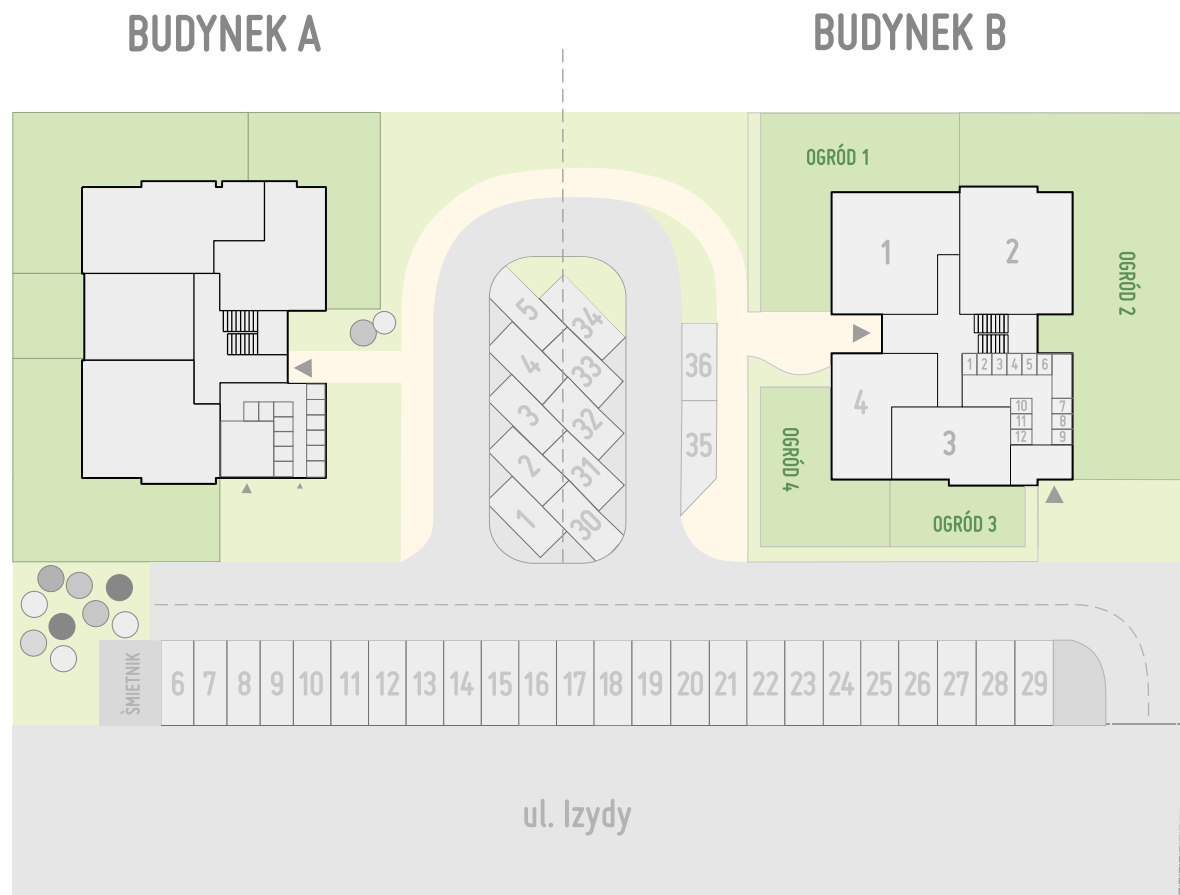 BUDYNEK A
BUDYNEK B
OGRÓD 1
1
2
OGRÓD 2
5
34
4
33
36
3
32
35
2
31
1
30
1 2 3 4 5 6
4
10
11
12
7
8
9
3
OGRÓD 4
OGRÓD 3
ŚMIETNIK
6 7 8 9 10 11 12 13 14 15 16 17 18 19 20 21 22 23 24 25 26 27 28 29
ul. Izydy